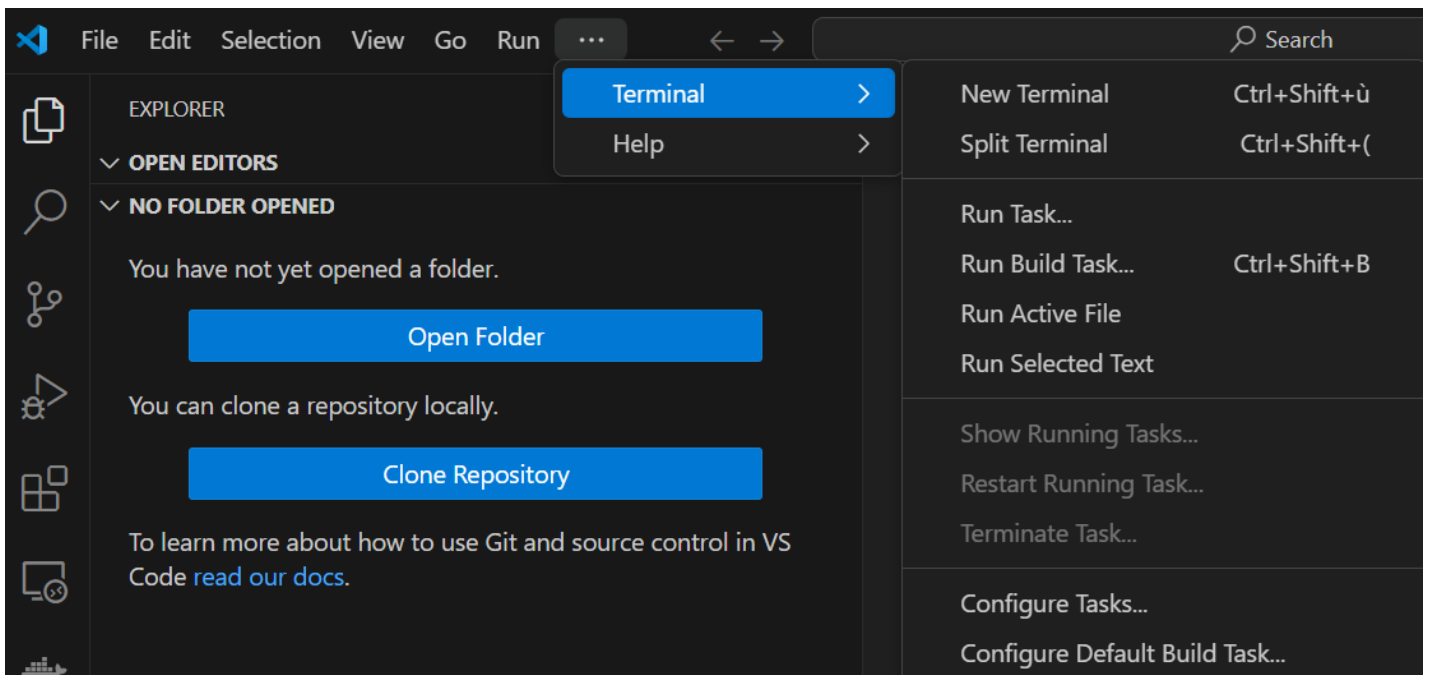 File Edit Selection View Go Run ... Search
EXPLORER
OPEN EDITORS
NO FOLDER OPENED
You have not yet opened a folder.
Open Folder
You can clone a repository locally.
Clone Repository
To learn more about how to use Git and source control in VS
Code read our docs.
Terminal
Help
New Terminal Ctrl+Shift+ù
Split Terminal Ctrl+Shift+(
Run Task...
Run Build Task... Ctrl+Shift+B
Run Active File
Run Selected Text
Show Running Tasks...
Restart Running Task...
Terminate Task...
Configure Tasks...
Configure Default Build Task...